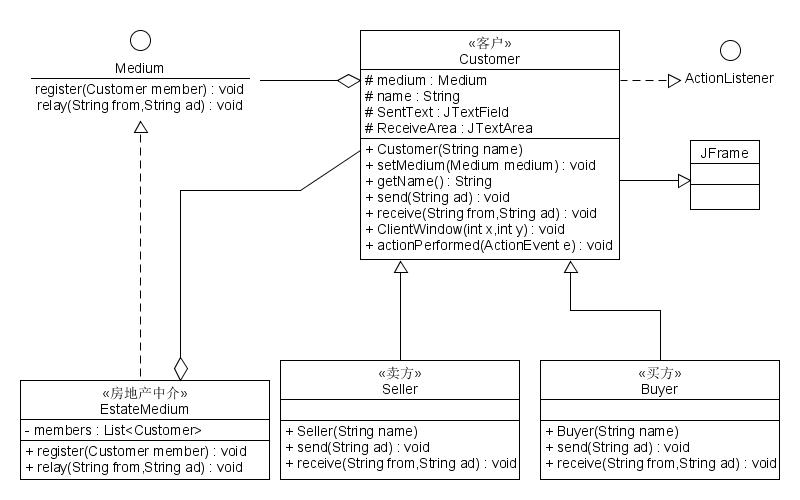 Medium
register(Customer member) : void
relay(String from,String ad) : void
«客户»
Customer
# medium : Medium
# name : String
# SentText : JTextField
# ReceiveArea : JTextArea
+ Customer(String name)
+ setMedium(Medium medium) : void
+ getName() : String
+ send(String ad) : void
+ receive(String from,String ad) : void
+ ClientWindow(int x,int y) : void
+ actionPerformed(ActionEvent e) : void
ActionListener
JFrame
«房地产中介»
EstateMedium
- members : List<Customer>
+ register(Customer member) : void
+ relay(String from,String ad) : void
«卖方»
Seller
+ Seller(String name)
+ send(String ad) : void
+ receive(String from,String ad) : void
«买方»
Buyer
+ Buyer(String name)
+ send(String ad) : void
+ receive(String from,String ad) : void